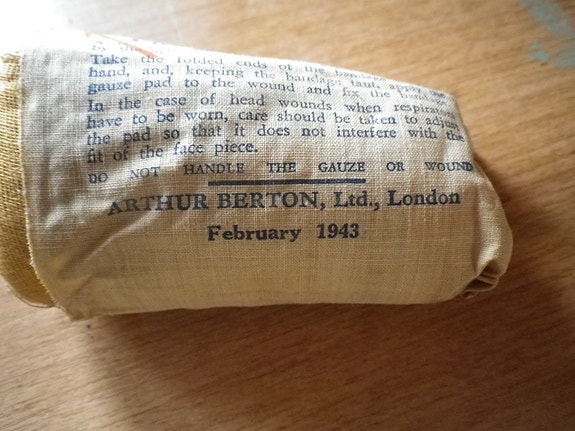 Take the folded ends of the
hand, and, keeping the bandage taut, apply
gauze pad to the wound and fix the
In the case of head wounds when respirators
have to be worn, care should be taken to adjust
the pad so that it does not interfere with the
fit of the face piece.
DO NOT HANDLE THE GAUZE OR WOUND
ARTHUR BERTON, Ltd., London
February 1943